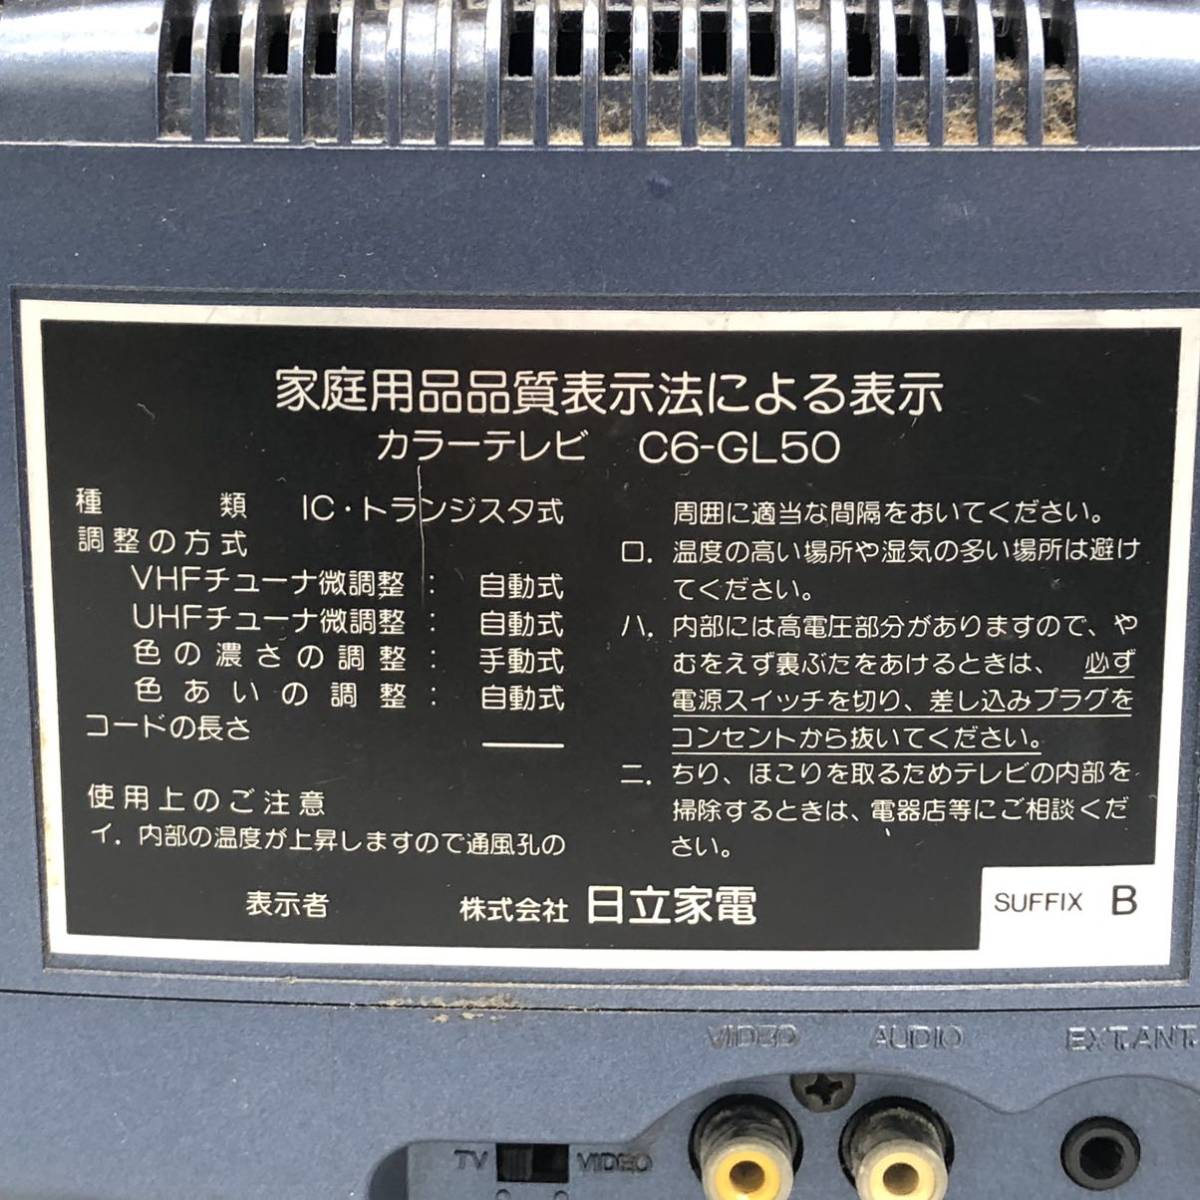 家庭用品品質表示法による表示
カラーテレビ C6-GL50
種類 IC・トランジスタ式
調整の方式
VHFチューナ微調整: 自動式
UHFチューナ微調整: 自動式
色の濃さの調整: 手動式
色あいの調整: 自動式
コードの長さ ——
使用上のご注意
イ. 内部の温度が上昇しますので通風孔の
周囲に適当な間隔をおいてください。
ロ. 温度の高い場所や湿気の多い場所は避け
てください。
ハ. 内部には高電圧部分がありますので、や
むをえず裏ぶたをあけるときは、必ず
電源スイッチを切り、差し込みプラグを
コンセントから抜いてください。
ニ. ちり、ほこりを取るためテレビの内部を
掃除するときは、電器店等にご相談くだ
さい。
表示者 株式会社 日立家電
SUFFIX B
VIDEO AUDIO EXT.ANT.
TV VIDEO